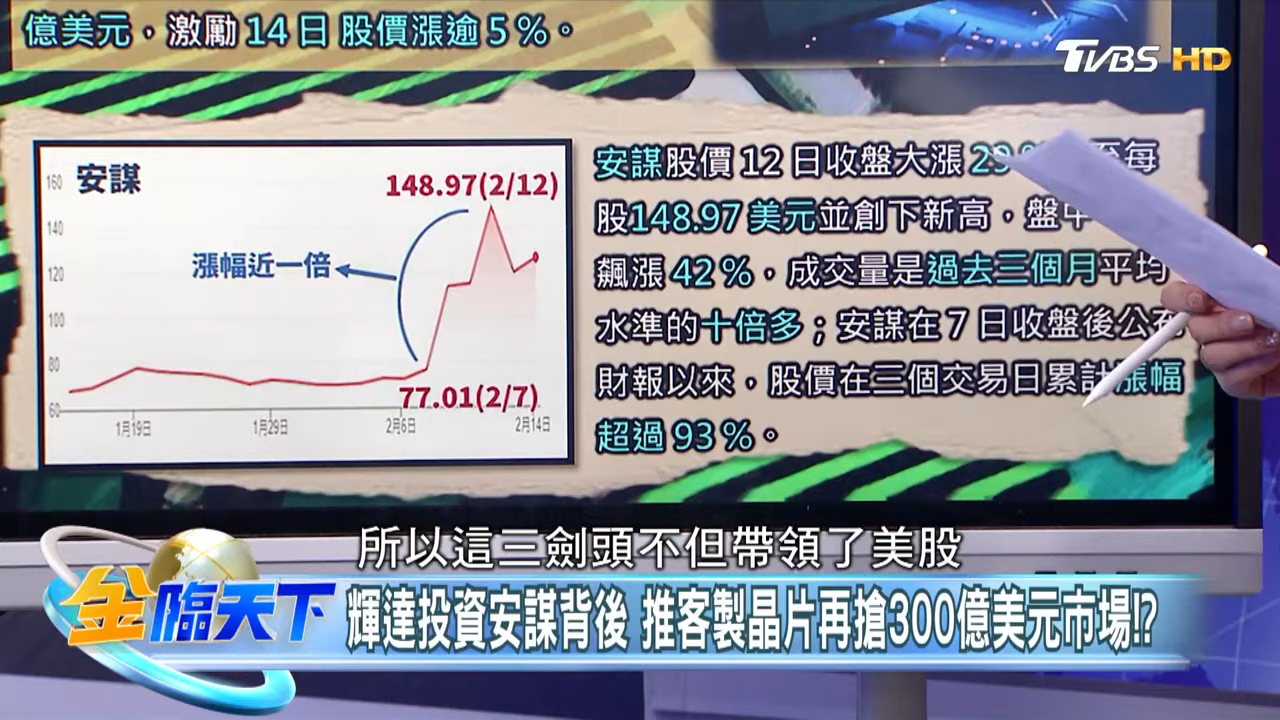 億美元，激勵 14 日 股價漲逾 5%。
TVBS HD
安謀
148.97(2/12)
漲幅近一倍
77.01(2/7)
160
140
120
100
80
60
1月19日
1月29日
2月6日
2月14日
安謀股價 12 日收盤大漲 29 至每
股148.97 美元並創下新高，盤中
飆漲 42%，成交量是過去三個月平均
水準的十倍多；安謀在 7 日收盤後公布
財報以來，股價在三個交易日累計漲幅
超過 93%。
所以這三劍頭不但帶領了美股
金臨天下
輝達投資安謀背後 推客製晶片再搶300億美元市場!?